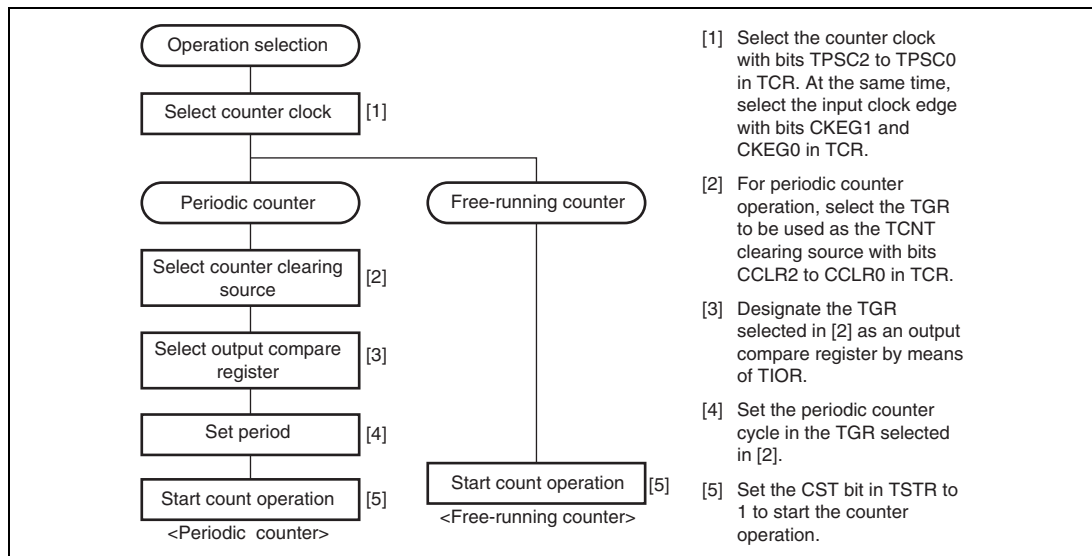 Operation selection
Select counter clock
[1]
Periodic counter
Free-running counter
Select counter clearing
source
[2]
Select output compare
register
[3]
Set period
[4]
Start count operation
[5]
<Periodic counter>
Start count operation
[5]
<Free-running counter>
[1] Select the counter clock
with bits TPSC2 to TPSC0
in TCR. At the same time,
select the input clock edge
with bits CKEG1 and
CKEG0 in TCR.
[2] For periodic counter
operation, select the TGR
to be used as the TCNT
clearing source with bits
CCLR2 to CCLR0 in TCR.
[3] Designate the TGR
selected in [2] as an output
compare register by means
of TIOR.
[4] Set the periodic counter
cycle in the TGR selected
in [2].
[5] Set the CST bit in TSTR to
1 to start the counter
operation.